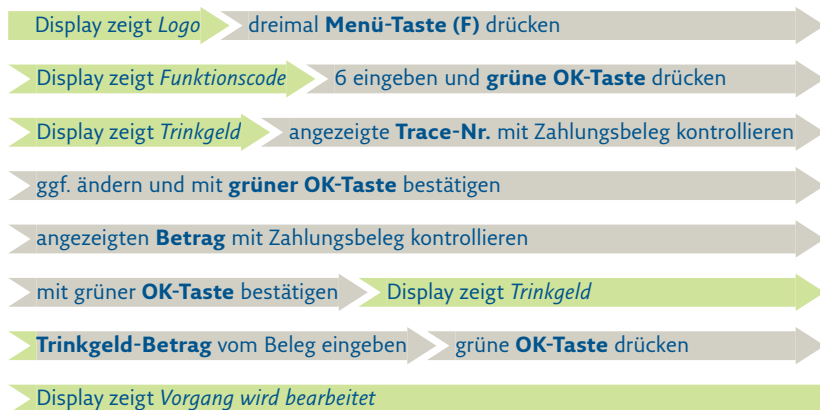 Display zeigt Logo dreimal Menü-Taste (F) drücken
Display zeigt Funktionscode 6 eingeben und grüne OK-Taste drücken
Display zeigt Trinkgeld angezeigte Trace-Nr. mit Zahlungsbeleg kontrollieren
ggf. ändern und mit grüner OK-Taste bestätigen
angezeigten Betrag mit Zahlungsbeleg kontrollieren
mit grüner OK-Taste bestätigen Display zeigt Trinkgeld
Trinkgeld-Betrag vom Beleg eingeben grüne OK-Taste drücken
Display zeigt Vorgang wird bearbeitet